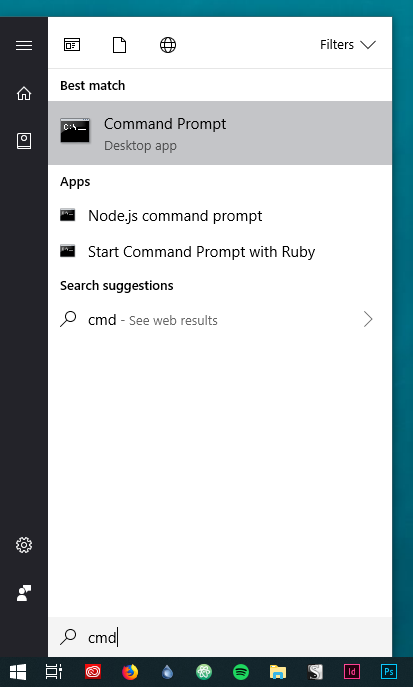 Filters
Best match
C:\_
Command Prompt
Desktop app
Apps
Node.js command prompt
Start Command Prompt with Ruby
Search suggestions
cmd - See web results
cmd
Id
Ps